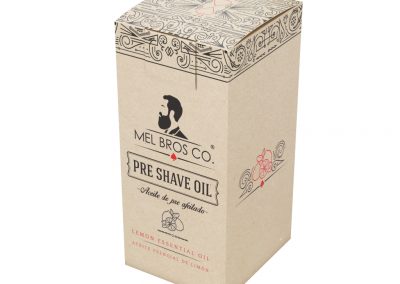 MEL BROS CO.®
PRE SHAVE OIL
Aceite de pre afeitado
LEMON ESSENTIAL OIL
ACEITE ESENCIAL DE LIMÓN